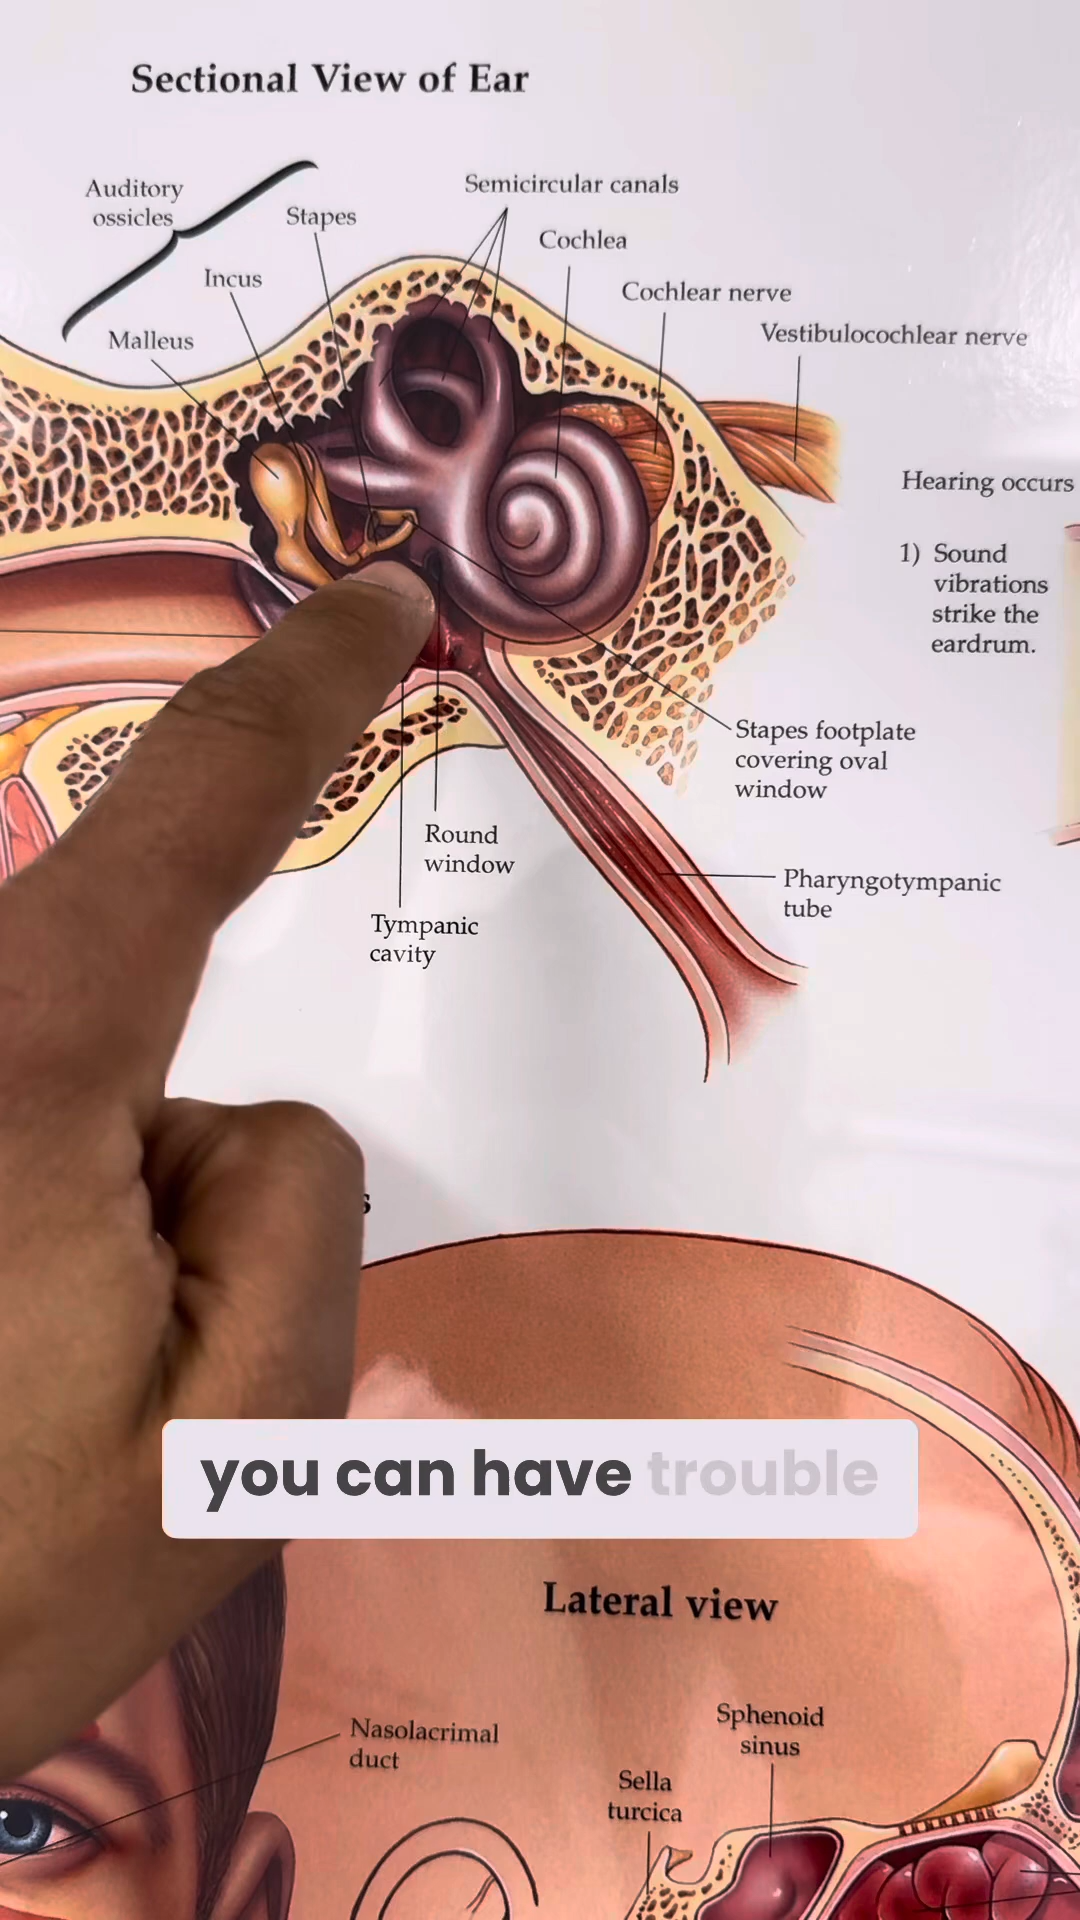 Sectional View of Ear
Auditory
ossicles
Stapes
Incus
Malleus
Semicircular canals
Cochlea
Cochlear nerve
Vestibulocochlear nerve
Hearing occurs
1) Sound
vibrations
strike the
eardrum.
Stapes footplate
covering oval
window
Round
window
Pharyngotympanic
tube
Tympanic
cavity
s
you can have trouble
Lateral view
Nasolacrimal
duct
Sphenoid
sinus
Sella
turcica